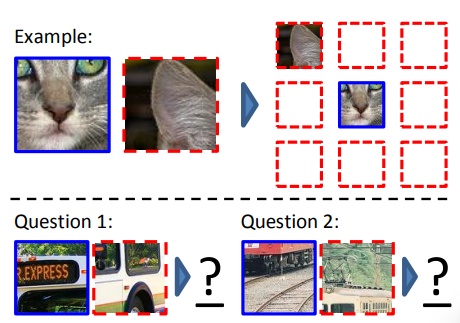 Example:
Question 1:
Question 2:
R.EXPRESS
?
?